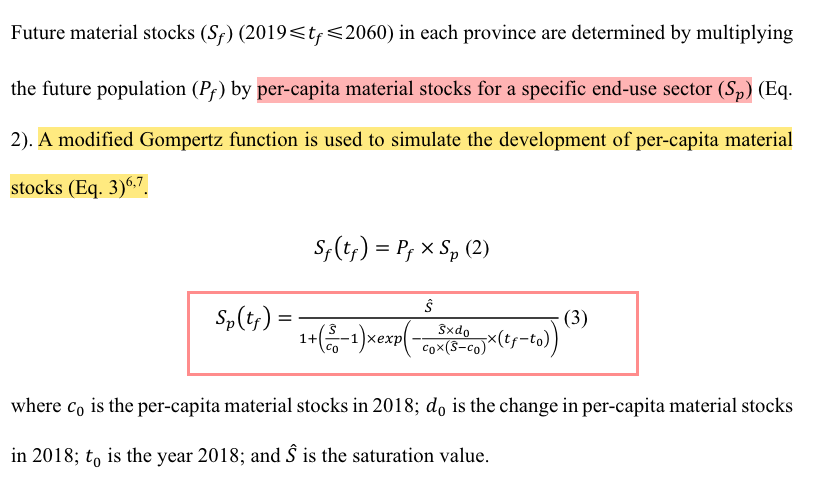 Future material stocks (S_f) (2019≤t_f≤2060) in each province are determined by multiplying
the future population (P_f) by per-capita material stocks for a specific end-use sector (S_p) (Eq.
2). A modified Gompertz function is used to simulate the development of per-capita material
stocks (Eq. 3)^6,7.
S_f(t_f) = P_f × S_p (2)
S_p(t_f) = Ŝ / (1+(Ŝ/c_0−1)×exp(−(Ŝ×d_0)/(c_0×(Ŝ−c_0))×(t_f−t_0))) (3)
where c_0 is the per-capita material stocks in 2018; d_0 is the change in per-capita material stocks
in 2018; t_0 is the year 2018; and Ŝ is the saturation value.